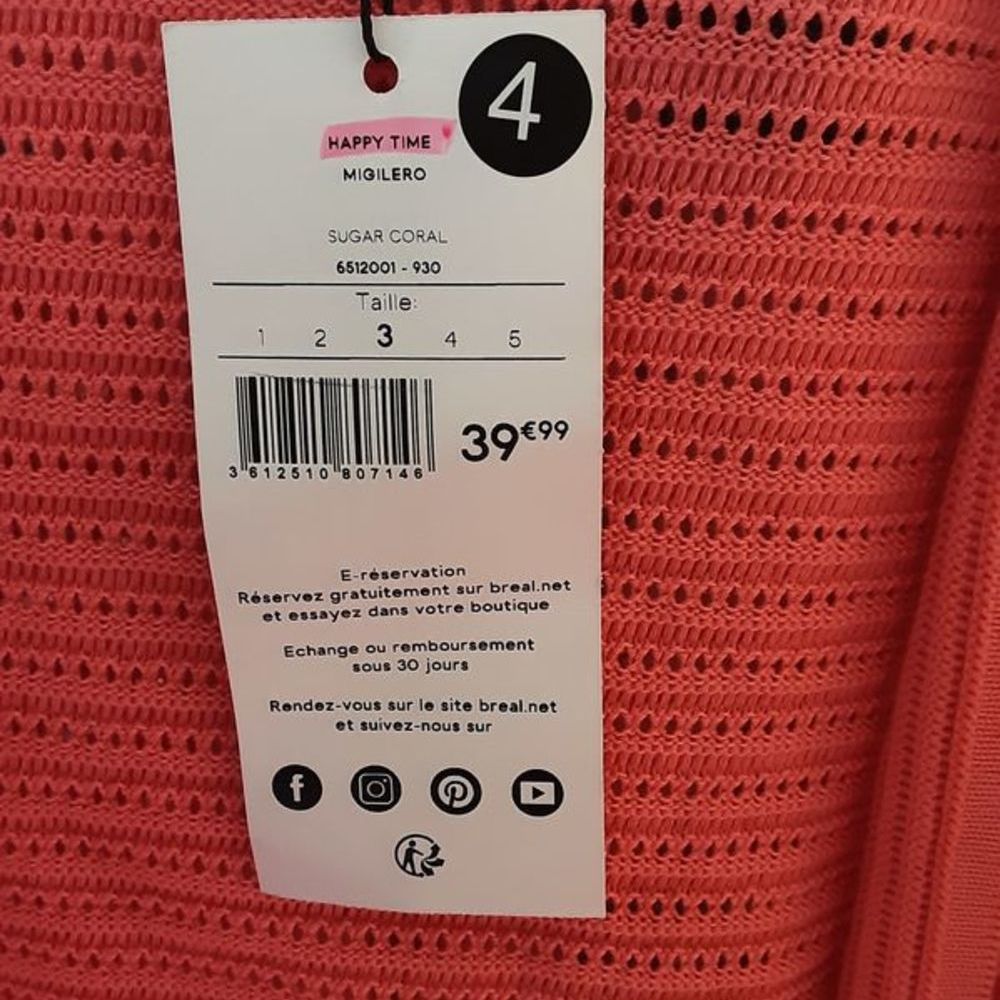 4
HAPPY TIME
MIGILERO
SUGAR CORAL
6512001 - 930
Taille:
1 2 3 4 5
39€99
3 612510 807146
E-réservation
Réservez gratuitement sur breal.net
et essayez dans votre boutique
Echange ou remboursement
sous 30 jours
Rendez-vous sur le site breal.net
et suivez-nous sur